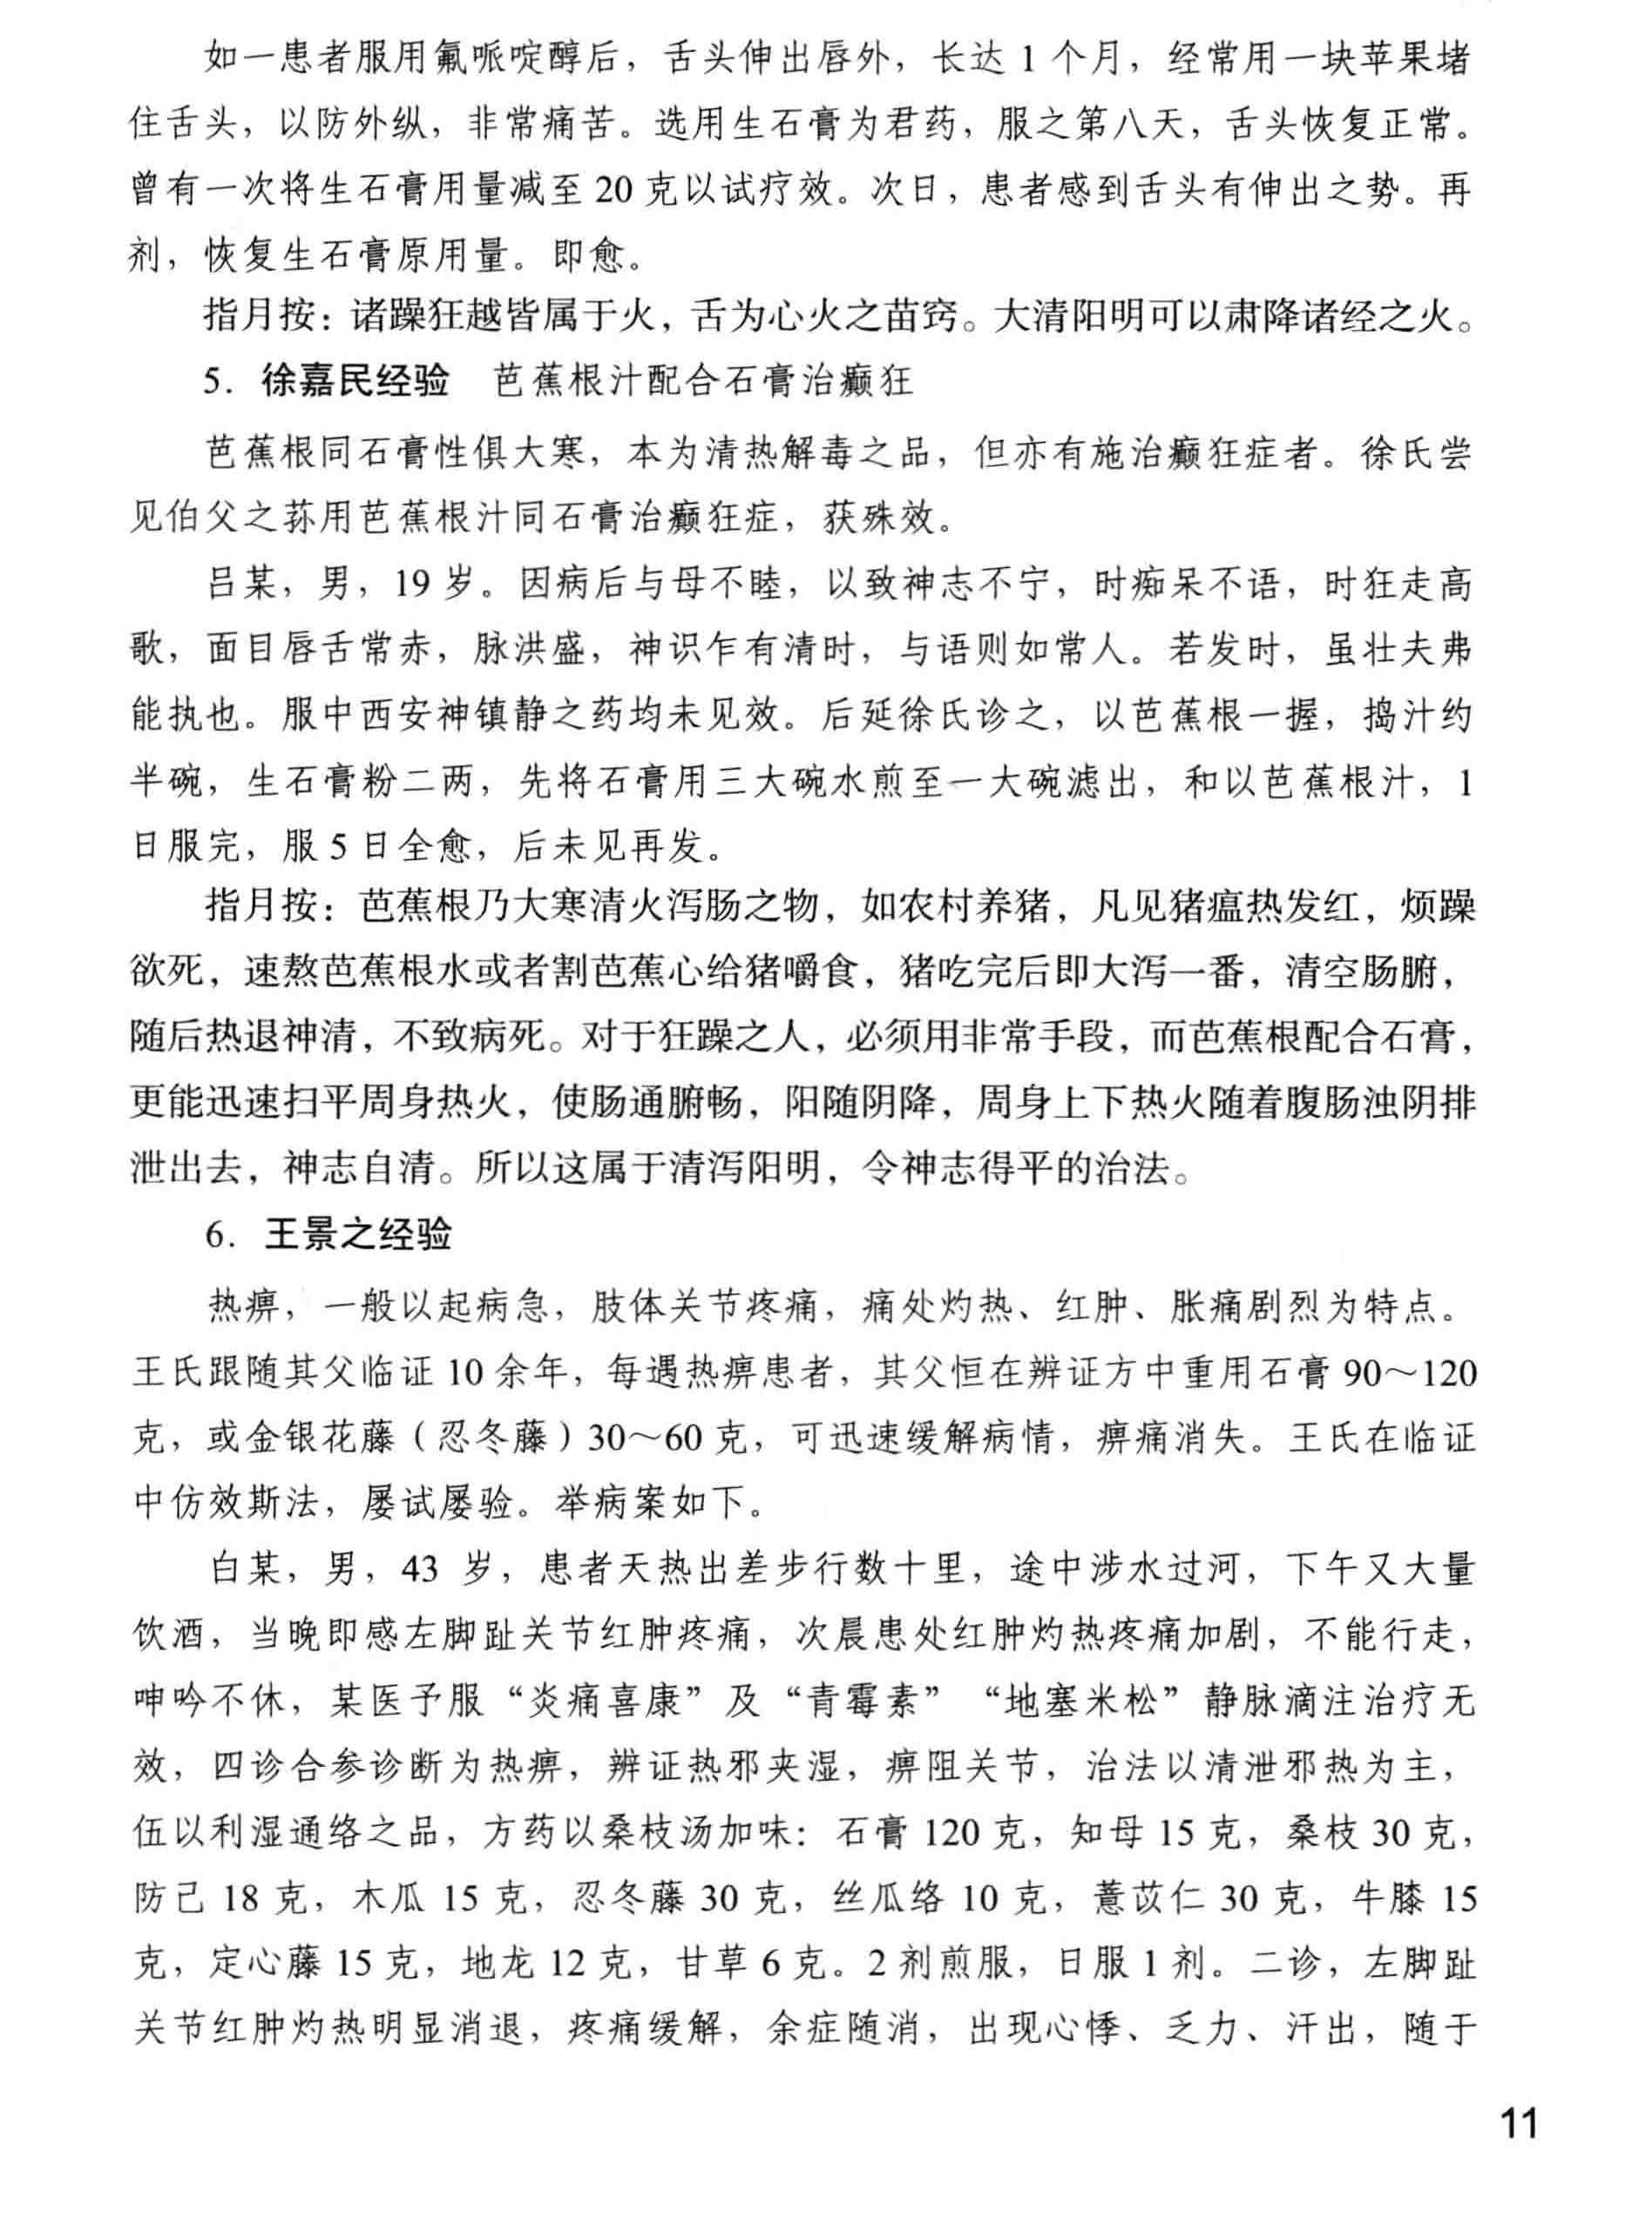 如一患者服用氟哌啶醇后，舌头伸出唇外，长达 1 个月，经常用一块苹果堵
住舌头，以防外纵，非常痛苦。选用生石膏为君药，服之第八天，舌头恢复正常。
曾有一次将生石膏用量减至 20 克以试疗效。次日，患者感到舌头有伸出之势。再
剂，恢复生石膏原用量。即愈。
指月按：诸躁狂越皆属于火，舌为心火之苗窍。大清阳明可以肃降诸经之火。
5. 徐嘉民经验　芭蕉根汁配合石膏治癫狂
芭蕉根同石膏性俱大寒，本为清热解毒之品，但亦有施治癫狂症者。徐氏尝
见伯父之荪用芭蕉根汁同石膏治癫狂症，获殊效。
吕某，男，19 岁。因病后与母不睦，以致神志不宁，时痴呆不语，时狂走高
歌，面目唇舌常赤，脉洪盛，神识乍有清时，与语则如常人。若发时，虽壮夫弗
能执也。服中西安神镇静之药均未见效。后延徐氏诊之，以芭蕉根一握，捣汁约
半碗，生石膏粉二两，先将石膏用三大碗水煎至一大碗滤出，和以芭蕉根汁，1
日服完，服 5 日全愈，后未见再发。
指月按：芭蕉根乃大寒清火泻肠之物，如农村养猪，凡见猪瘟热发红，烦躁
欲死，速熬芭蕉根水或者割芭蕉心给猪嚼食，猪吃完后即大泻一番，清空肠腑，
随后热退神清，不致病死。对于狂躁之人，必须用非常手段，而芭蕉根配合石膏，
更能迅速扫平周身热火，使肠通腑畅，阳随阴降，周身上下热火随着腹肠浊阴排
泄出去，神志自清。所以这属于清泻阳明，令神志得平的治法。
6. 王景之经验
热痹，一般以起病急，肢体关节疼痛，痛处灼热、红肿、胀痛剧烈为特点。
王氏跟随其父临证 10 余年，每遇热痹患者，其父恒在辨证方中重用石膏 90～120
克，或金银花藤（忍冬藤）30～60 克，可迅速缓解病情，痹痛消失。王氏在临证
中仿效斯法，屡试屡验。举病案如下。
白某，男，43 岁，患者天热出差步行数十里，途中涉水过河，下午又大量
饮酒，当晚即感左脚趾关节红肿疼痛，次晨患处红肿灼热疼痛加剧，不能行走，
呻吟不休，某医予服“炎痛喜康”及“青霉素”“地塞米松”静脉滴注治疗无
效，四诊合参诊断为热痹，辨证热邪夹湿，痹阻关节，治法以清泄邪热为主，
伍以利湿通络之品，方药以桑枝汤加味：石膏 120 克，知母 15 克，桑枝 30 克，
防己 18 克，木瓜 15 克，忍冬藤 30 克，丝瓜络 10 克，薏苡仁 30 克，牛膝 15
克，定心藤 15 克，地龙 12 克，甘草 6 克。2 剂煎服，日服 1 剂。二诊，左脚趾
关节红肿灼热明显消退，疼痛缓解，余症随消，出现心悸、乏力、汗出，随于
11